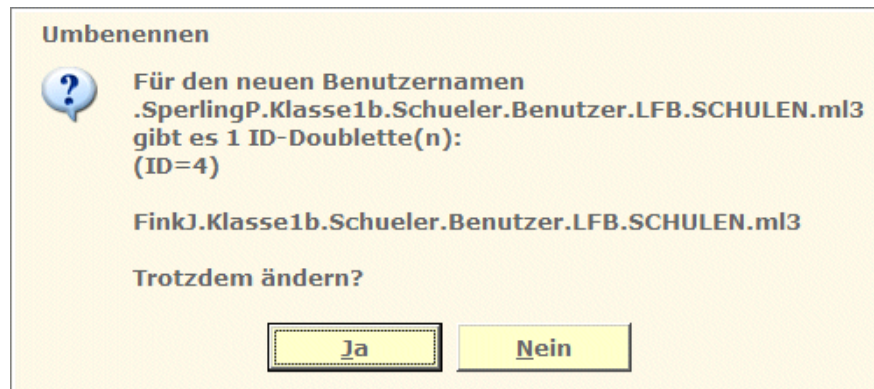 Umbenennen
Für den neuen Benutzernamen
.SperlingP.Klasse1b.Schueler.Benutzer.LFB.SCHULEN.ml3
gibt es 1 ID-Doublette(n):
(ID=4)
FinkJ.Klasse1b.Schueler.Benutzer.LFB.SCHULEN.ml3
Trotzdem ändern?
Ja
Nein